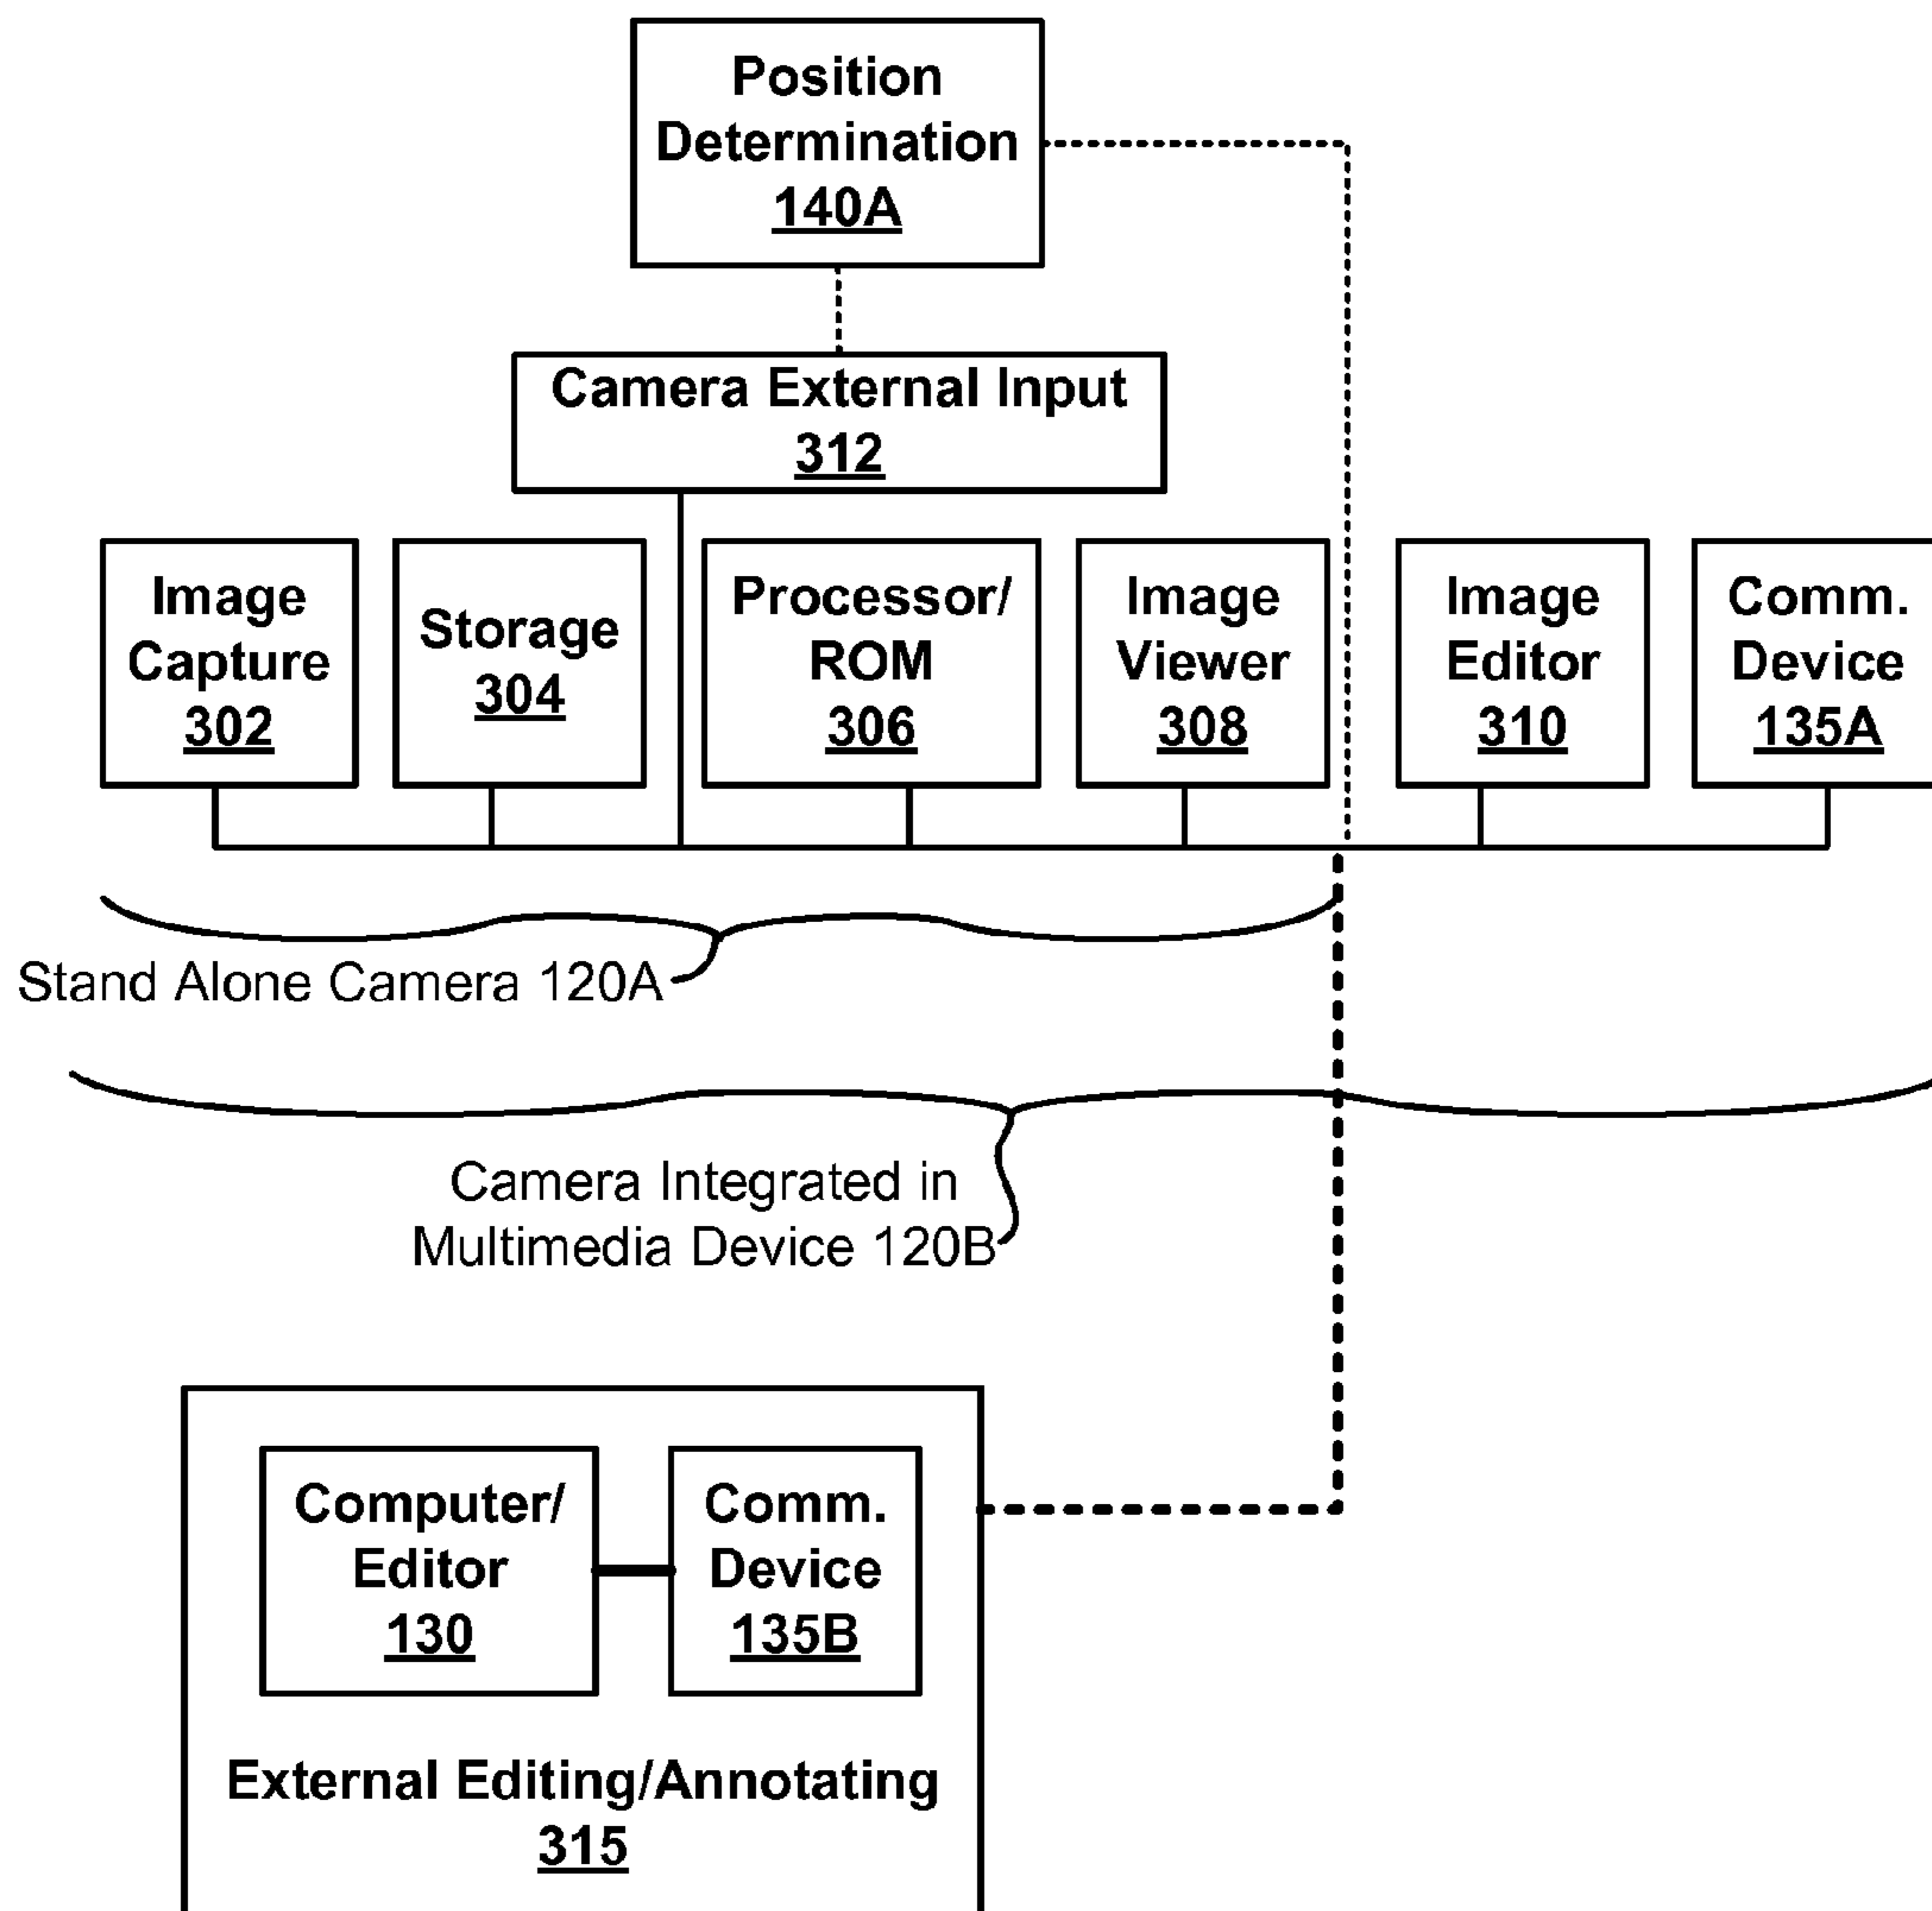 Position
Determination
140A
Camera External Input
312
Image
Capture
302
Storage
304
Processor/
ROM
306
Image
Viewer
308
Image
Editor
310
Comm.
Device
135A
Stand Alone Camera 120A
Camera Integrated in
Multimedia Device 120B
Computer/
Editor
130
Comm.
Device
135B
External Editing/Annotating
315